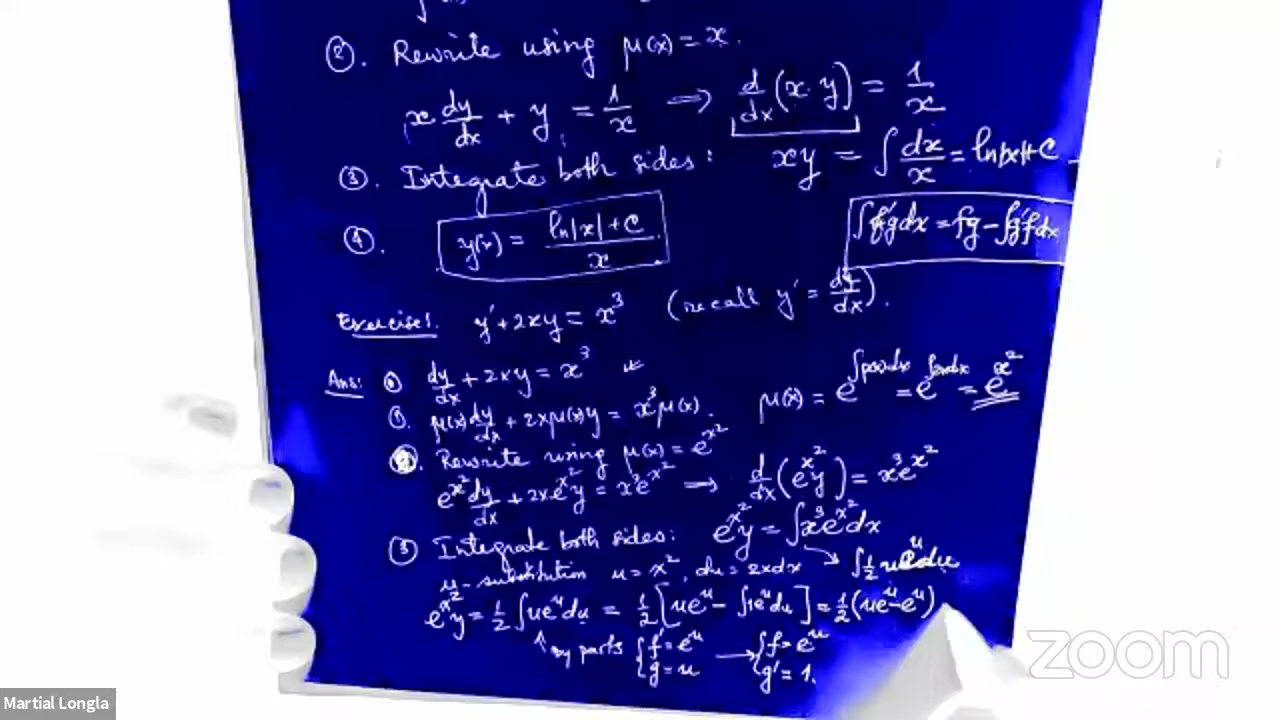 ②. Rewrite using μ(x) = x.
x dy/dx + y = 1/x ⟹ d/dx (x·y) = 1/x
③. Integrate both sides: xy = ∫ dx/x = ln|x|+C
④. y(x) = (ln|x|+C)/x
∫f'g dx = fg − ∫g'f dx
Exercise1. y' + 2xy = x³ (recall y' = dy/dx).
Ans: ⓪ dy/dx + 2xy = x³
①. μ(x) dy/dx + 2xμ(x)y = x³μ(x). μ(x) = e^∫p(x)dx = e^∫2xdx = e^x²
②. Rewrite using μ(x) = e^x²
e^x² dy/dx + 2xe^x² y = x³e^x² → d/dx (e^x² y) = x³e^x²
③ Integrate both sides: e^x² y = ∫x³e^x² dx
u-substitution u = x², du = 2xdx → ∫½ ue^u du
e^x² y = ½ ∫ue^u du = ½ [ue^u − ∫1e^u du] = ½(ue^u − e^u)
↑ by parts { f' = e^u → { f = e^u
g = u g' = 1.
zoom
Martial Longla